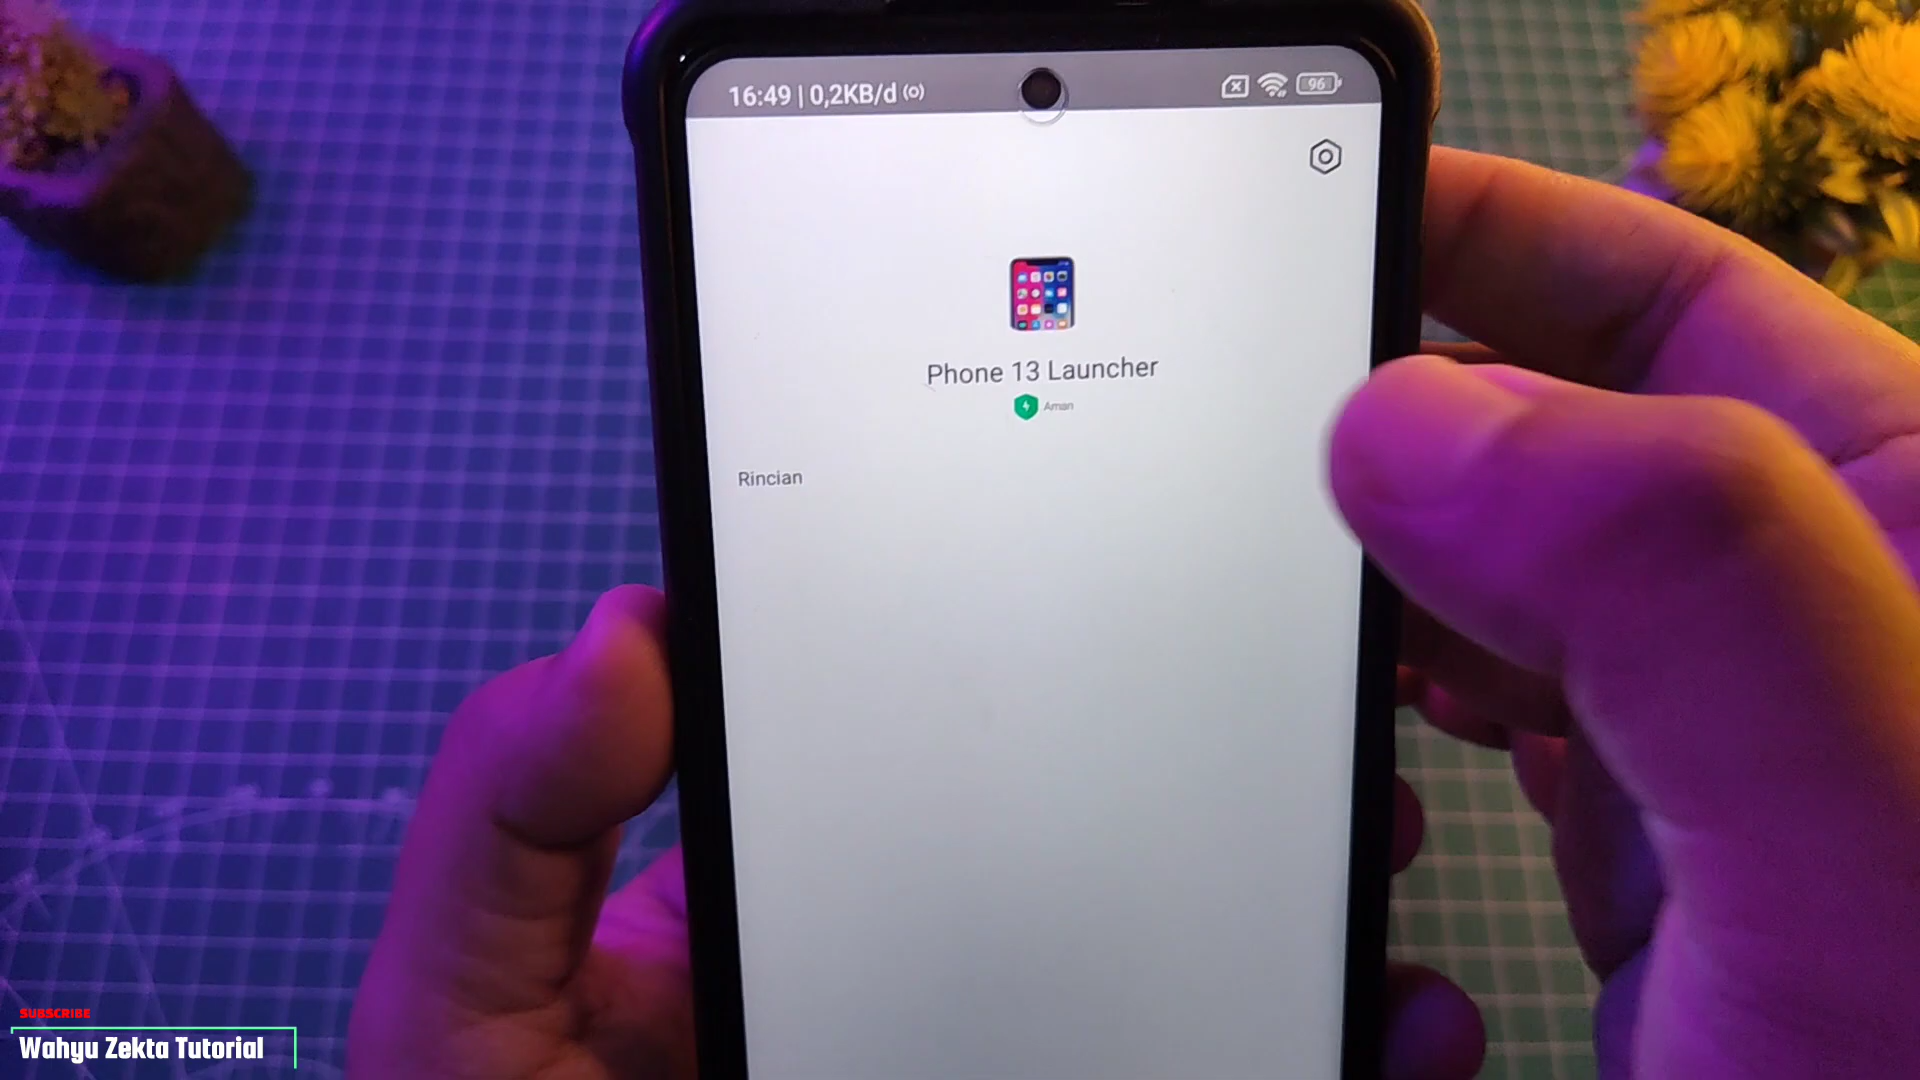 16:49 | 0,2KB/d
96
Phone 13 Launcher
Aman
Rincian
SUBSCRIBE
Wahyu Zekta Tutorial